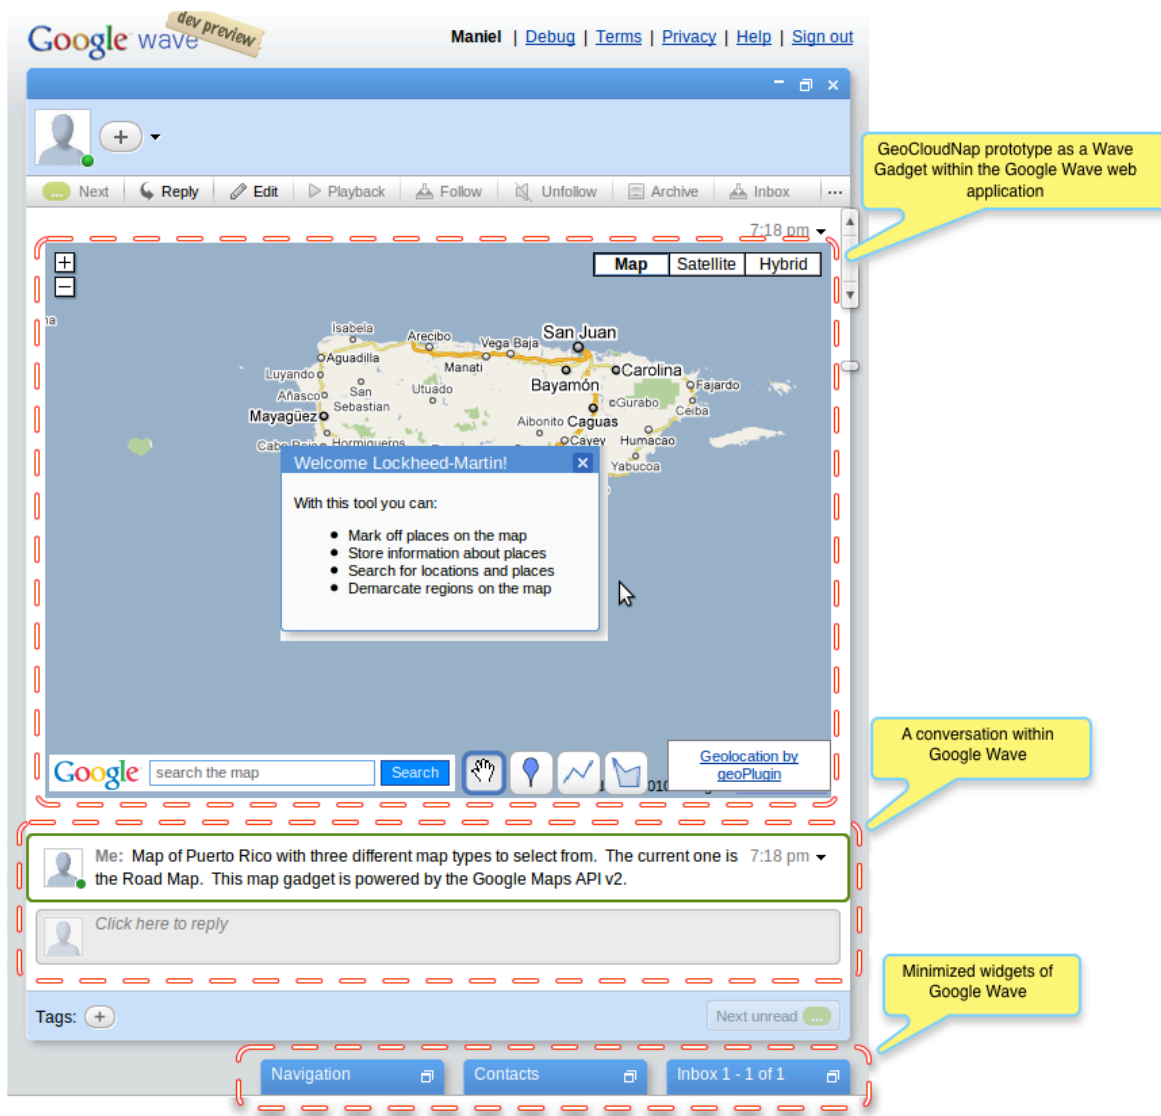 Google wave dev preview
Maniel | Debug | Terms | Privacy | Help | Sign out
GeoCloudNap prototype as a Wave
Gadget within the Google Wave web
application
... Next Reply Edit Playback Follow Unfollow Archive Inbox ...
7:18 pm
+
−
Map Satellite Hybrid
na
Isabela
Arecibo
Vega Baja
San Juan
Aguadilla
Manati
Luyando
Carolina
Añasco
San
Sebastian
Utuado
Bayamón
Fajardo
Gurabo
Ceiba
Mayagüez
Aibonito
Caguas
Hormigueros
Cayey
Humacao
Yabucoa
Welcome Lockheed-Martin!
With this tool you can:
• Mark off places on the map
• Store information about places
• Search for locations and places
• Demarcate regions on the map
A conversation within
Google Wave
Google search the map Search
Geolocation by
geoPlugin
Me: Map of Puerto Rico with three different map types to select from. The current one is 7:18 pm
the Road Map. This map gadget is powered by the Google Maps API v2.
Click here to reply
Minimized widgets of
Google Wave
Tags: +
Next unread ...
Navigation
Contacts
Inbox 1 - 1 of 1